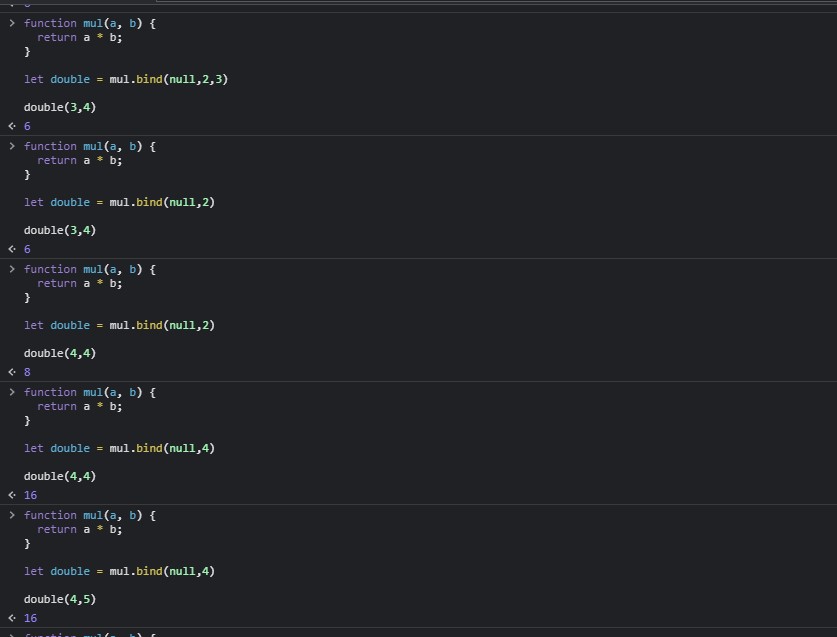 > function mul(a, b) {
return a * b;
}
let double = mul.bind(null,2,3)
double(3,4)
6
> function mul(a, b) {
return a * b;
}
let double = mul.bind(null,2)
double(3,4)
6
> function mul(a, b) {
return a * b;
}
let double = mul.bind(null,2)
double(4,4)
8
> function mul(a, b) {
return a * b;
}
let double = mul.bind(null,4)
double(4,4)
16
> function mul(a, b) {
return a * b;
}
let double = mul.bind(null,4)
double(4,5)
16